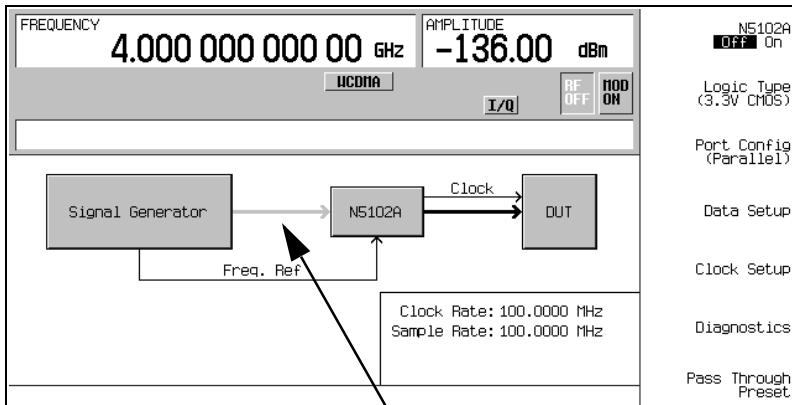 FREQUENCY
4.000 000 000 00 GHz
AMPLITUDE
-136.00 dBm
WCDMA
I/Q
RF OFF
MOD ON
N5102A
Off On
Logic Type
(3.3V CMOS)
Port Config
(Parallel)
Data Setup
Clock Setup
Diagnostics
Pass Through
Preset
Signal Generator
N5102A
Clock
DUT
Freq. Ref
Clock Rate: 100.0000 MHz
Sample Rate: 100.0000 MHz